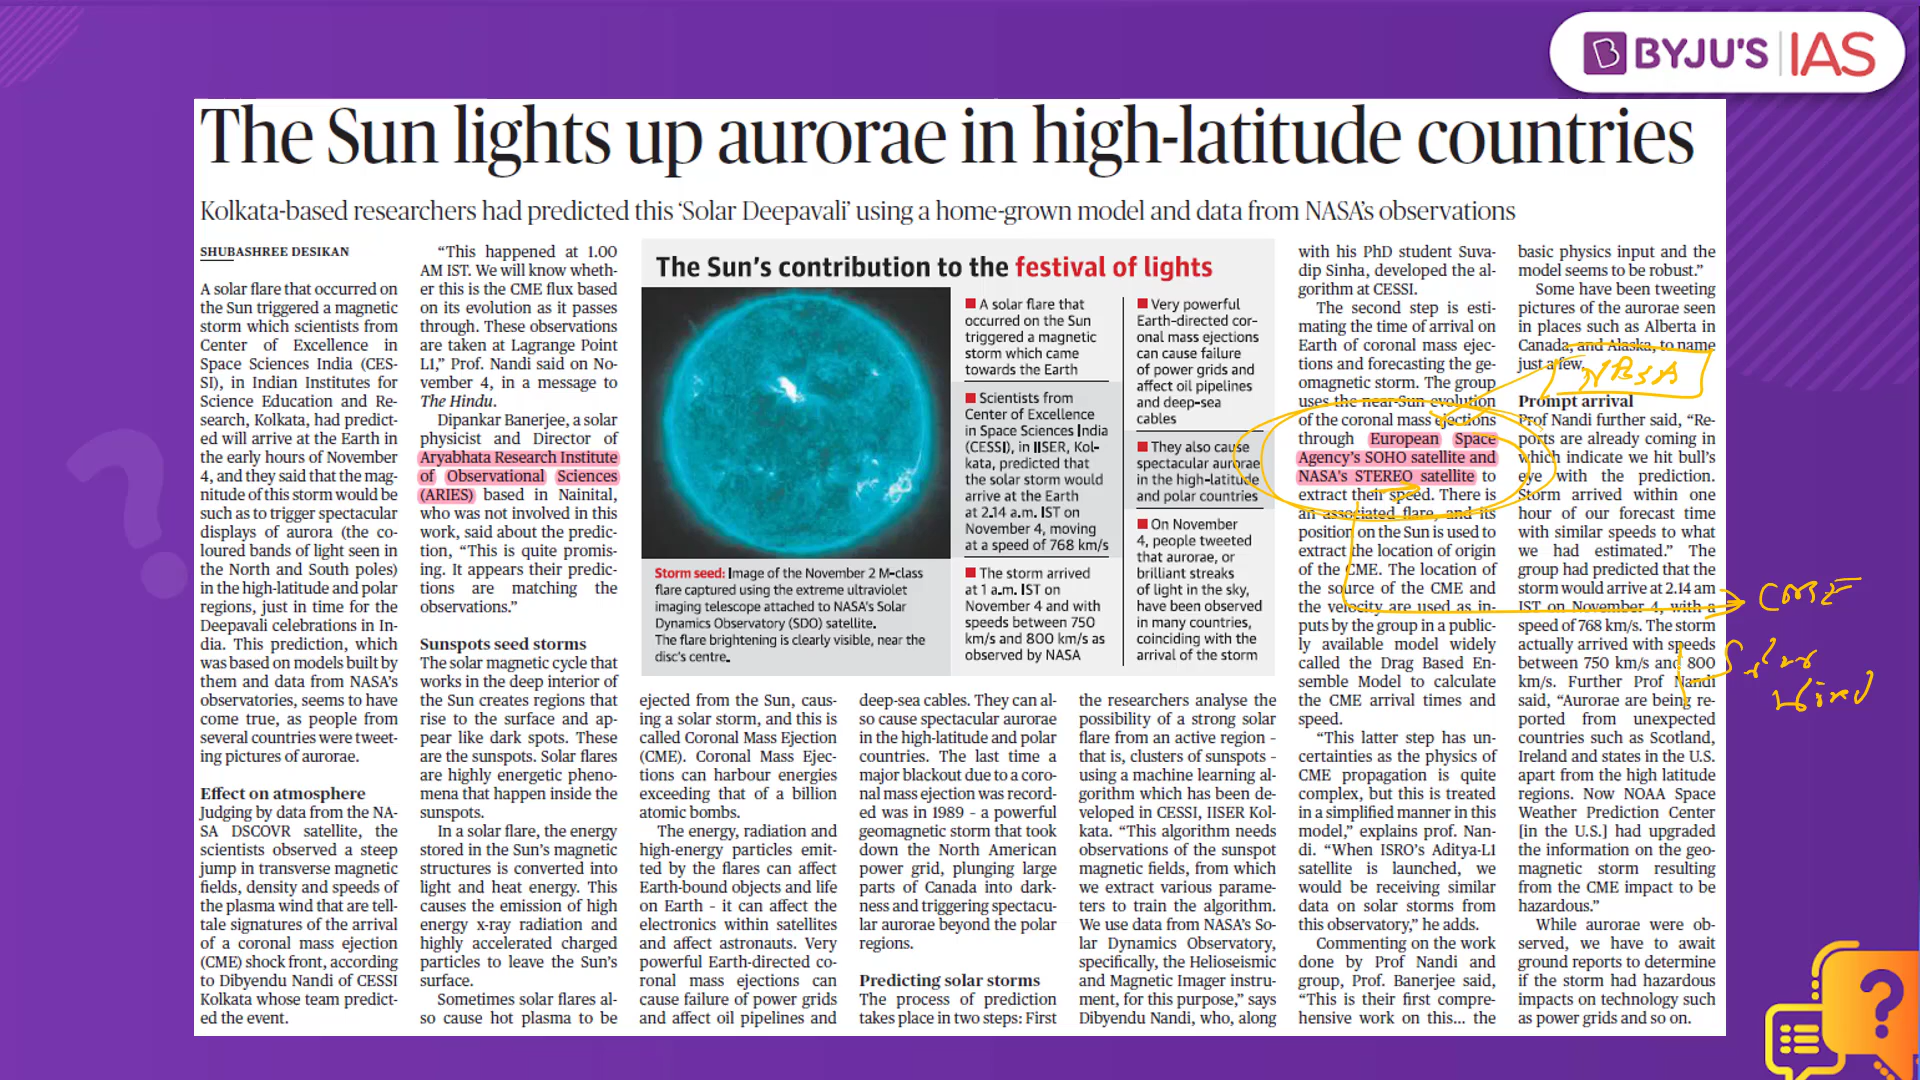 BYJU'S IAS
The Sun lights up aurorae in high-latitude countries
Kolkata-based researchers had predicted this ‘Solar Deepavali’ using a home-grown model and data from NASA’s observations
SHUBASHREE DESIKAN
A solar flare that occurred on
the Sun triggered a magnetic
storm which scientists from
Center of Excellence in
Space Sciences India (CES-
SI), in Indian Institutes for
Science Education and Re-
search, Kolkata, had predict-
ed will arrive at the Earth in
the early hours of November
4, and they said that the mag-
nitude of this storm would be
such as to trigger spectacular
displays of aurora (the co-
loured bands of light seen in
the North and South poles)
in the high-latitude and polar
regions, just in time for the
Deepavali celebrations in In-
dia. This prediction, which
was based on models built by
them and data from NASA’s
observatories, seems to have
come true, as people from
several countries were tweet-
ing pictures of aurorae.
Effect on atmosphere
Judging by data from the NA-
SA DSCOVR satellite, the
scientists observed a steep
jump in transverse magnetic
fields, density and speeds of
the plasma wind that are tell-
tale signatures of the arrival
of a coronal mass ejection
(CME) shock front, according
to Dibyendu Nandi of CESSI
Kolkata whose team predict-
ed the event.
“This happened at 1.00
AM IST. We will know wheth-
er this is the CME flux based
on its evolution as it passes
through. These observations
are taken at Lagrange Point
L1,” Prof. Nandi said on No-
vember 4, in a message to
The Hindu.
Dipankar Banerjee, a solar
physicist and Director of
Aryabhata Research Institute
of Observational Sciences
(ARIES) based in Nainital,
who was not involved in this
work, said about the predic-
tion, “This is quite promis-
ing. It appears their predic-
tions are matching the
observations.”
Sunspots seed storms
The solar magnetic cycle that
works in the deep interior of
the Sun creates regions that
rise to the surface and ap-
pear like dark spots. These
are the sunspots. Solar flares
are highly energetic pheno-
mena that happen inside the
sunspots.
In a solar flare, the energy
stored in the Sun’s magnetic
structures is converted into
light and heat energy. This
causes the emission of high
energy x-ray radiation and
highly accelerated charged
particles to leave the Sun’s
surface.
Sometimes solar flares al-
so cause hot plasma to be
The Sun’s contribution to the festival of lights
Storm seed: Image of the November 2 M-class
flare captured using the extreme ultraviolet
imaging telescope attached to NASA’s Solar
Dynamics Observatory (SDO) satellite.
The flare brightening is clearly visible, near the
disc’s centre.
A solar flare that
occurred on the Sun
triggered a magnetic
storm which came
towards the Earth
Scientists from
Center of Excellence
in Space Sciences India
(CESSI), in IISER, Kol-
kata, predicted that
the solar storm would
arrive at the Earth
at 2.14 a.m. IST on
November 4, moving
at a speed of 768 km/s
The storm arrived
at 1 a.m. IST on
November 4 and with
speeds between 750
km/s and 800 km/s as
observed by NASA
Very powerful
Earth-directed cor-
onal mass ejections
can cause failure
of power grids and
affect oil pipelines
and deep-sea
cables
They also cause
spectacular aurorae
in the high-latitude
and polar countries
On November
4, people tweeted
that aurorae, or
brilliant streaks
of light in the sky,
have been observed
in many countries,
coinciding with the
arrival of the storm
ejected from the Sun, caus-
ing a solar storm, and this is
called Coronal Mass Ejection
(CME). Coronal Mass Ejec-
tions can harbour energies
exceeding that of a billion
atomic bombs.
The energy, radiation and
high-energy particles emit-
ted by the flares can affect
Earth-bound objects and life
on Earth - it can affect the
electronics within satellites
and affect astronauts. Very
powerful Earth-directed co-
ronal mass ejections can
cause failure of power grids
and affect oil pipelines and
deep-sea cables. They can al-
so cause spectacular aurorae
in the high-latitude and polar
countries. The last time a
major blackout due to a coro-
nal mass ejection was record-
ed was in 1989 - a powerful
geomagnetic storm that took
down the North American
power grid, plunging large
parts of Canada into dark-
ness and triggering spectacu-
lar aurorae beyond the polar
regions.
Predicting solar storms
The process of prediction
takes place in two steps: First
the researchers analyse the
possibility of a strong solar
flare from an active region -
that is, clusters of sunspots -
using a machine learning al-
gorithm which has been de-
veloped in CESSI, IISER Kol-
kata. “This algorithm needs
observations of the sunspot
magnetic fields, from which
we extract various parame-
ters to train the algorithm.
We use data from NASA’s So-
lar Dynamics Observatory,
specifically, the Helioseismic
and Magnetic Imager instru-
ment, for this purpose,” says
Dibyendu Nandi, who, along
with his PhD student Suva-
dip Sinha, developed the al-
gorithm at CESSI.
The second step is esti-
mating the time of arrival on
Earth of coronal mass ejec-
tions and forecasting the ge-
omagnetic storm. The group
uses the near-Sun evolution
of the coronal mass ejections
through European Space
Agency’s SOHO satellite and
NASA’s STEREO satellite to
extract their speed. There is
an associated flare, and its
position on the Sun is used to
extract the location of origin
of the CME. The location of
the source of the CME and
the velocity are used as in-
puts by the group in a public-
ly available model widely
called the Drag Based En-
semble Model to calculate
the CME arrival times and
speed.
“This latter step has un-
certainties as the physics of
CME propagation is quite
complex, but this is treated
in a simplified manner in this
model,” explains prof. Nan-
di. “When ISRO’s Aditya-L1
satellite is launched, we
would be receiving similar
data on solar storms from
this observatory,” he adds.
Commenting on the work
done by Prof Nandi and
group, Prof. Banerjee said,
“This is their first compre-
hensive work on this... the
basic physics input and the
model seems to be robust.”
Some have been tweeting
pictures of the aurorae seen
in places such as Alberta in
Canada, and Alaska, to name
just a few.
Prompt arrival
Prof Nandi further said, “Re-
ports are already coming in
which indicate we hit bull’s
eye with the prediction.
Storm arrived within one
hour of our forecast time
with similar speeds to what
we had estimated.” The
group had predicted that the
storm would arrive at 2.14 am
IST on November 4, with a
speed of 768 km/s. The storm
actually arrived with speeds
between 750 km/s and 800
km/s. Further Prof Nandi
said, “Aurorae are being re-
ported from unexpected
countries such as Scotland,
Ireland and states in the U.S.
apart from the high latitude
regions. Now NOAA Space
Weather Prediction Center
[in the U.S.] had upgraded
the information on the geo-
magnetic storm resulting
from the CME impact to be
hazardous.”
While aurorae were ob-
served, we have to await
ground reports to determine
if the storm had hazardous
impacts on technology such
as power grids and so on.
NASA
CME
Solar
Wind